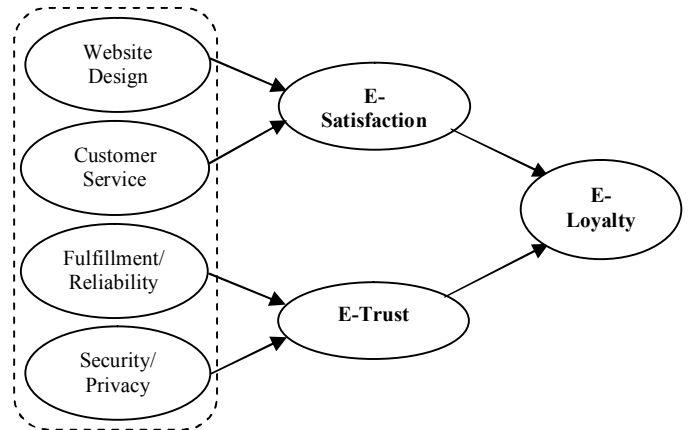 Website
Design
Customer
Service
Fulfillment/
Reliability
Security/
Privacy
E-
Satisfaction
E-Trust
E-
Loyalty